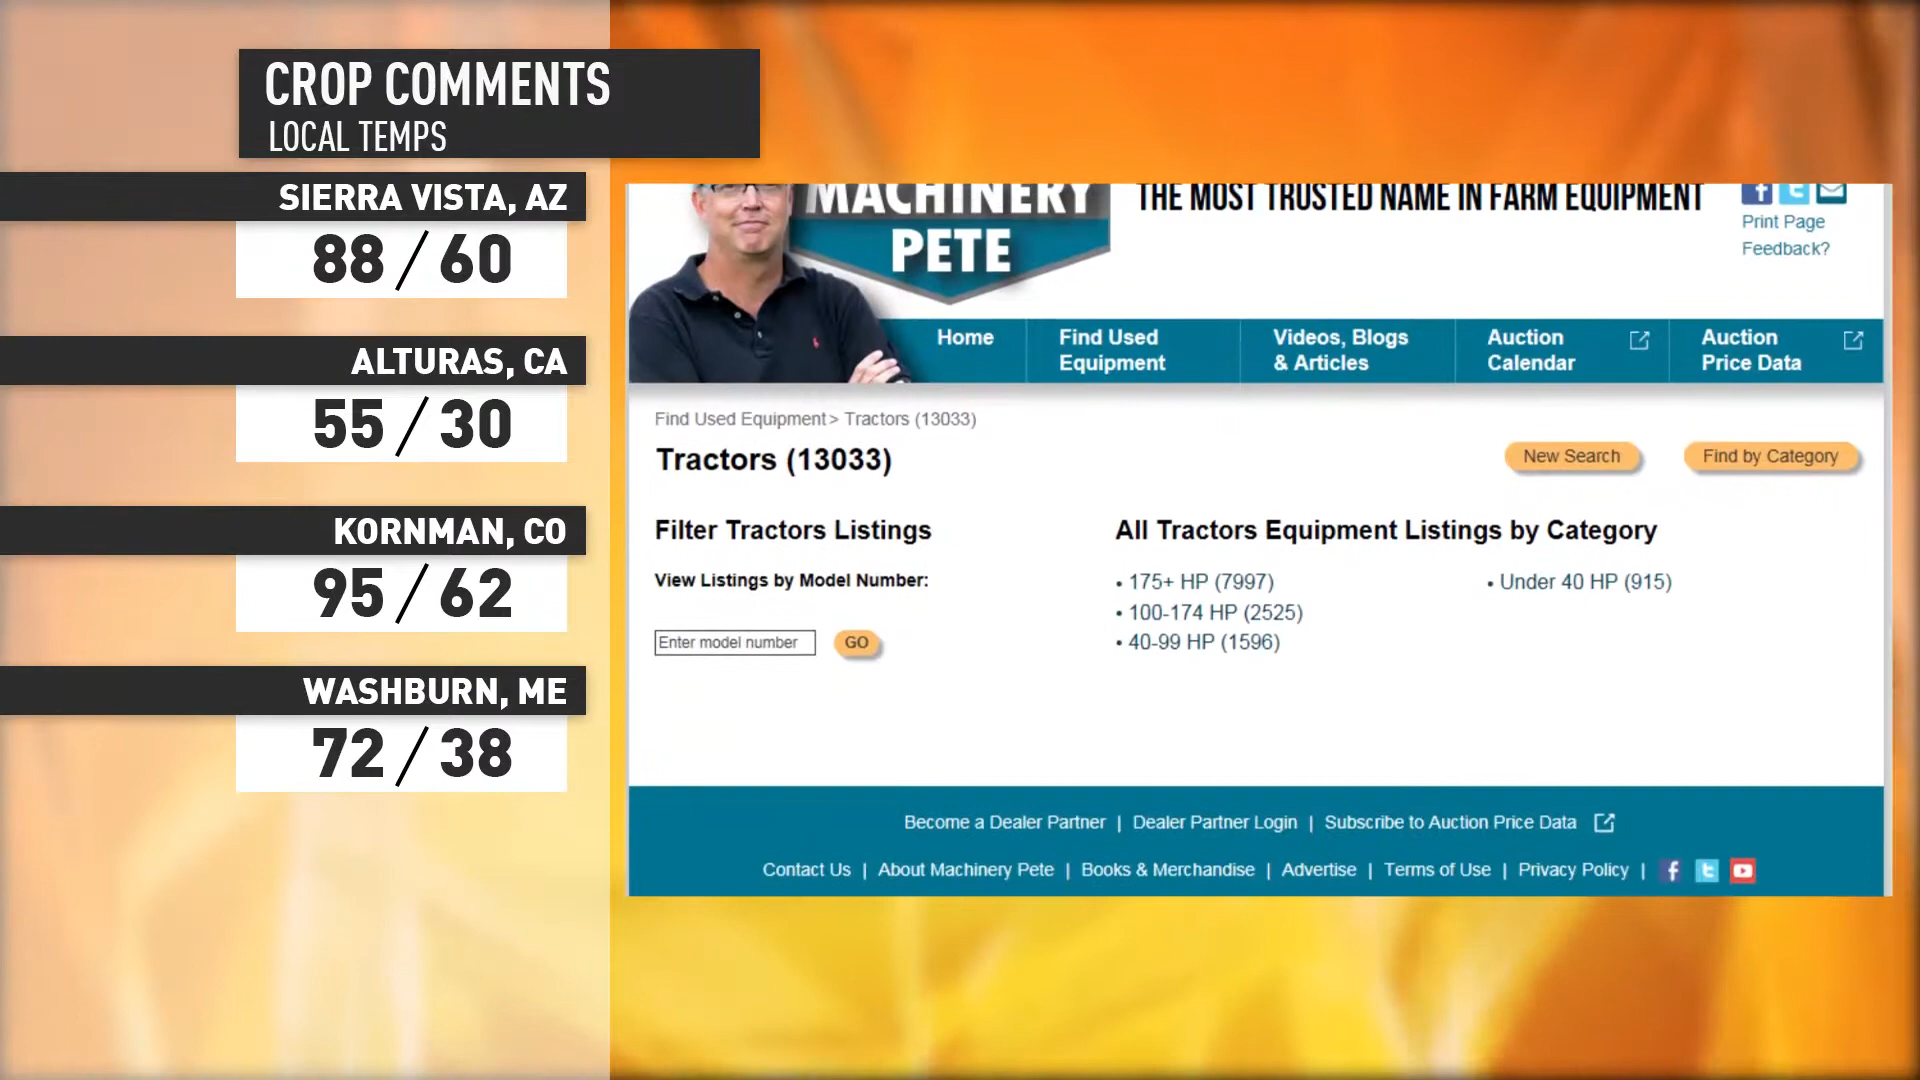 CROP COMMENTS
LOCAL TEMPS
SIERRA VISTA, AZ
88 / 60
ALTURAS, CA
55 / 30
KORNMAN, CO
95 / 62
WASHBURN, ME
72 / 38
MACHINERY
PETE
THE MOST TRUSTED NAME IN FARM EQUIPMENT
Print Page
Feedback?
Home
Find Used
Equipment
Videos, Blogs
& Articles
Auction
Calendar
Auction
Price Data
Find Used Equipment> Tractors (13033)
Tractors (13033)
New Search
Find by Category
Filter Tractors Listings
View Listings by Model Number:
Enter model number
GO
All Tractors Equipment Listings by Category
• 175+ HP (7997)
• 100-174 HP (2525)
• 40-99 HP (1596)
• Under 40 HP (915)
Become a Dealer Partner | Dealer Partner Login | Subscribe to Auction Price Data
Contact Us | About Machinery Pete | Books & Merchandise | Advertise | Terms of Use | Privacy Policy |